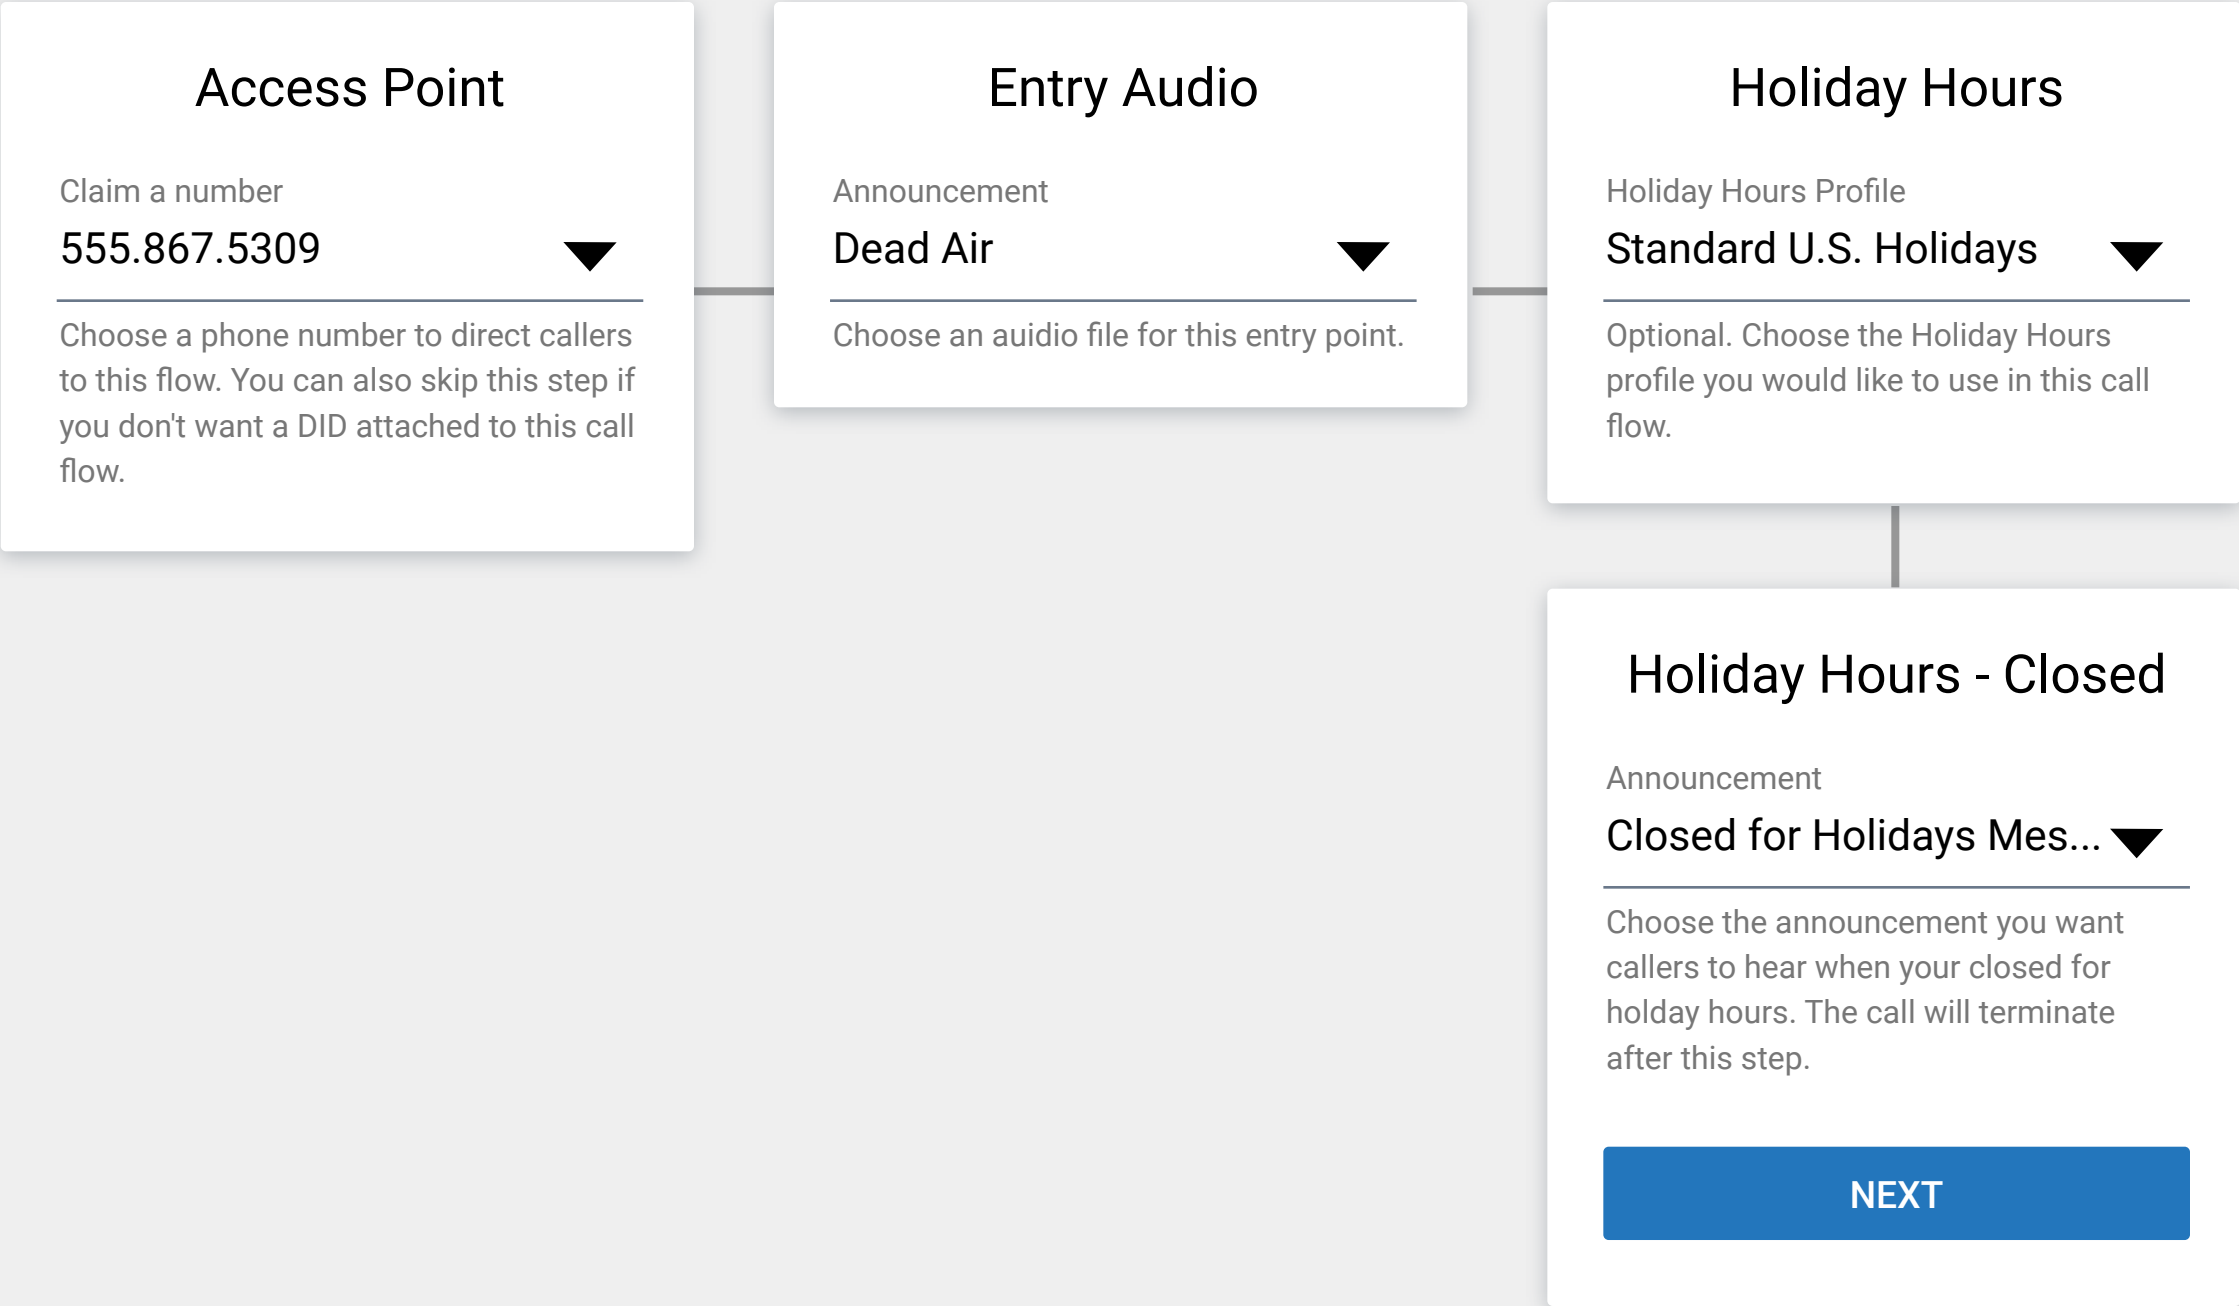 Access Point
Claim a number
555.867.5309
Choose a phone number to direct callers
to this flow. You can also skip this step if
you don't want a DID attached to this call
flow.
Entry Audio
Announcement
Dead Air
Choose an auidio file for this entry point.
Holiday Hours
Holiday Hours Profile
Standard U.S. Holidays
Optional. Choose the Holiday Hours
profile you would like to use in this call
flow.
Holiday Hours - Closed
Announcement
Closed for Holidays Mes...
Choose the announcement you want
callers to hear when your closed for
holday hours. The call will terminate
after this step.
NEXT